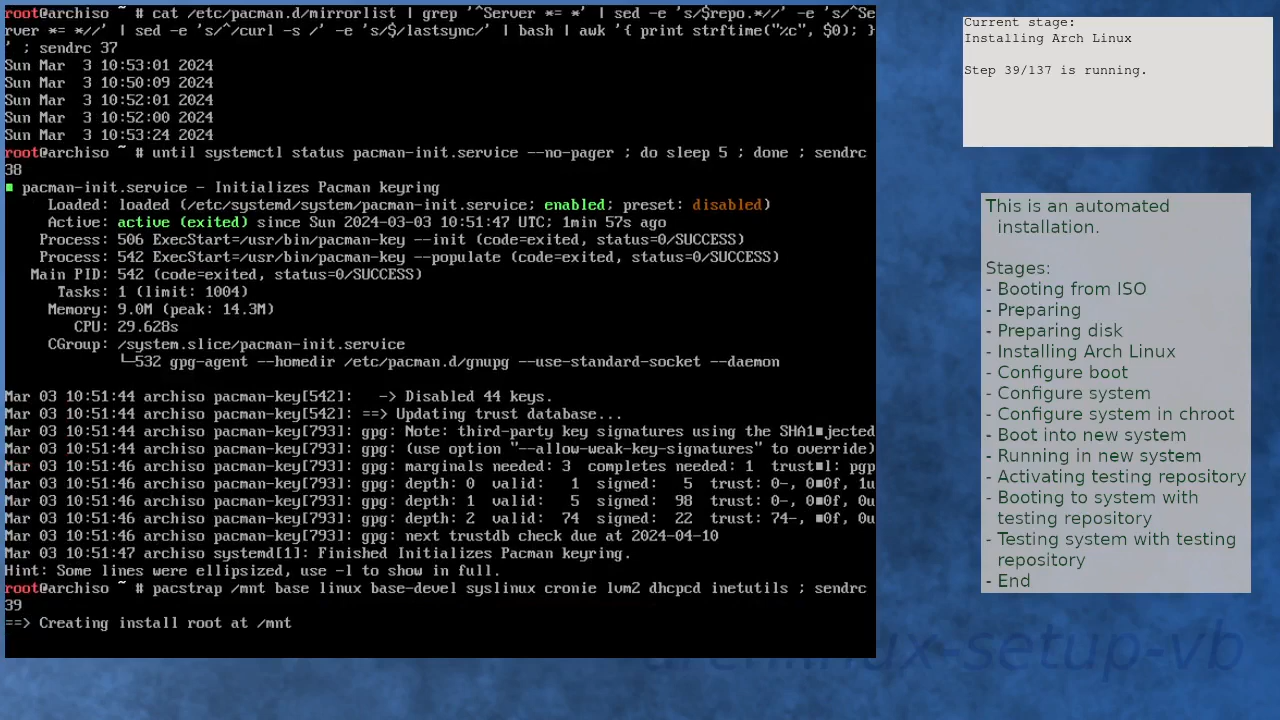 root@archiso ~ # cat /etc/pacman.d/mirrorlist | grep '^Server *= *' | sed -e 's/$repo.*//' -e 's/^Se
rver *= *//' | sed -e 's/^/curl -s /' -e 's/$/lastsync/' | bash | awk '{ print strftime("%c", $0); }
' ; sendrc 37
Sun Mar  3 10:53:01 2024
Sun Mar  3 10:50:09 2024
Sun Mar  3 10:52:01 2024
Sun Mar  3 10:52:00 2024
Sun Mar  3 10:53:24 2024
root@archiso ~ # until systemctl status pacman-init.service --no-pager ; do sleep 5 ; done ; sendrc
38
■ pacman-init.service - Initializes Pacman keyring
Loaded: loaded (/etc/systemd/system/pacman-init.service; enabled; preset: disabled)
Active: active (exited) since Sun 2024-03-03 10:51:47 UTC; 1min 57s ago
Process: 506 ExecStart=/usr/bin/pacman-key --init (code=exited, status=0/SUCCESS)
Process: 542 ExecStart=/usr/bin/pacman-key --populate (code=exited, status=0/SUCCESS)
Main PID: 542 (code=exited, status=0/SUCCESS)
Tasks: 1 (limit: 1004)
Memory: 9.0M (peak: 14.3M)
CPU: 29.628s
CGroup: /system.slice/pacman-init.service
└─532 gpg-agent --homedir /etc/pacman.d/gnupg --use-standard-socket --daemon
Mar 03 10:51:44 archiso pacman-key[542]:   -> Disabled 44 keys.
Mar 03 10:51:44 archiso pacman-key[542]: ==> Updating trust database...
Mar 03 10:51:44 archiso pacman-key[793]: gpg: Note: third-party key signatures using the SHA1■jected
Mar 03 10:51:44 archiso pacman-key[793]: gpg: (use option "--allow-weak-key-signatures" to override)
Mar 03 10:51:46 archiso pacman-key[793]: gpg: marginals needed: 3  completes needed: 1  trust■l: pgp
Mar 03 10:51:46 archiso pacman-key[793]: gpg: depth: 0  valid:   1  signed:   5  trust: 0-, 0■0f, 1u
Mar 03 10:51:46 archiso pacman-key[793]: gpg: depth: 1  valid:   5  signed:  98  trust: 0-, 0■0f, 0u
Mar 03 10:51:46 archiso pacman-key[793]: gpg: depth: 2  valid:  74  signed:  22  trust: 74-, ■0f, 0u
Mar 03 10:51:46 archiso pacman-key[793]: gpg: next trustdb check due at 2024-04-10
Mar 03 10:51:47 archiso systemd[1]: Finished Initializes Pacman keyring.
Hint: Some lines were ellipsized, use -l to show in full.
root@archiso ~ # pacstrap /mnt base linux base-devel syslinux cronie lvm2 dhcpcd inetutils ; sendrc
39
==> Creating install root at /mnt
Current stage:
Installing Arch Linux
Step 39/137 is running.
This is an automated
installation.
Stages:
- Booting from ISO
- Preparing
- Preparing disk
- Installing Arch Linux
- Configure boot
- Configure system
- Configure system in chroot
- Boot into new system
- Running in new system
- Activating testing repository
- Booting to system with
testing repository
- Testing system with testing
repository
- End
archlinux-setup-vb